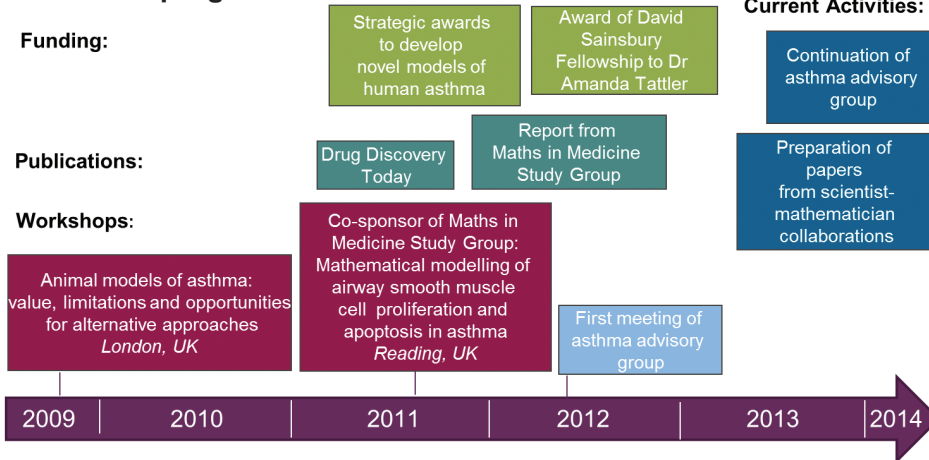 Current Activities:
Funding:
Strategic awards
to develop
novel models of
human asthma
Award of David
Sainsbury
Fellowship to Dr
Amanda Tattler
Continuation of
asthma advisory
group
Publications:
Drug Discovery
Today
Report from
Maths in Medicine
Study Group
Preparation of
papers
from scientist-
mathematician
collaborations
Workshops:
Animal models of asthma:
value, limitations and opportunities
for alternative approaches
London, UK
Co-sponsor of Maths in
Medicine Study Group:
Mathematical modelling of
airway smooth muscle
cell proliferation and
apoptosis in asthma
Reading, UK
First meeting of
asthma advisory
group
2009
2010
2011
2012
2013
2014